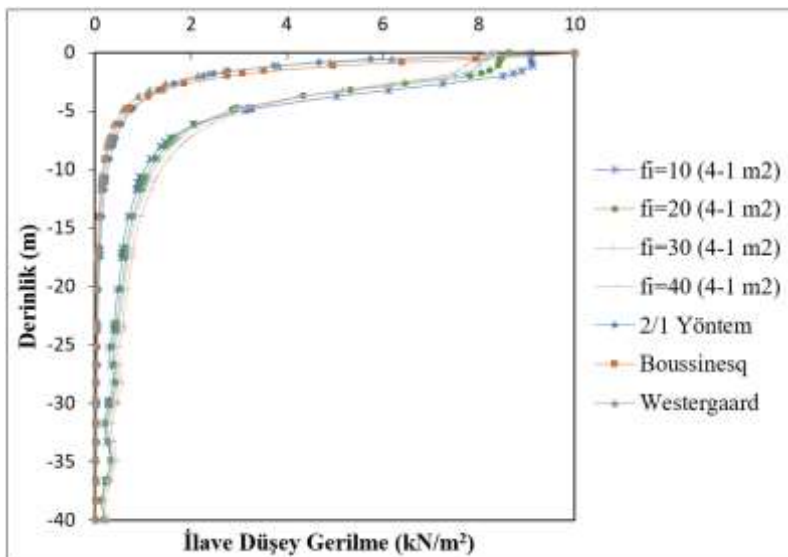 0 2 4 6 8 10
0
-5
-10
-15
-20
-25
-30
-35
-40
Derinlik (m)
İlave Düşey Gerilme (kN/m²)
fi=10 (4-1 m2)
fi=20 (4-1 m2)
fi=30 (4-1 m2)
fi=40 (4-1 m2)
2/1 Yöntem
Boussinesq
Westergaard